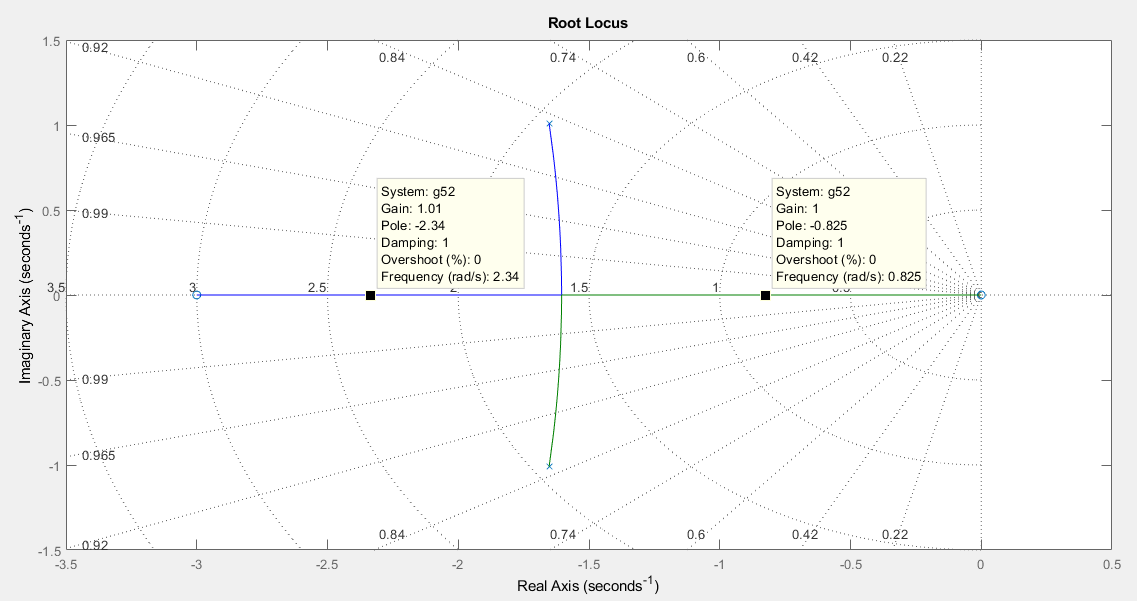 Root Locus
1.5
1
0.5
0
-0.5
-1
-1.5
Imaginary Axis (seconds-1)
0.92
0.84
0.74
0.6
0.42
0.22
0.965
0.99
System: g52
Gain: 1.01
Pole: -2.34
Damping: 1
Overshoot (%): 0
Frequency (rad/s): 2.34
System: g52
Gain: 1
Pole: -0.825
Damping: 1
Overshoot (%): 0
Frequency (rad/s): 0.825
3.5
3
2.5
2
1.5
1
0.5
0.99
0.965
0.92
0.84
0.74
0.6
0.42
0.22
-3.5
-3
-2.5
-2
-1.5
-1
-0.5
0
0.5
Real Axis (seconds-1)